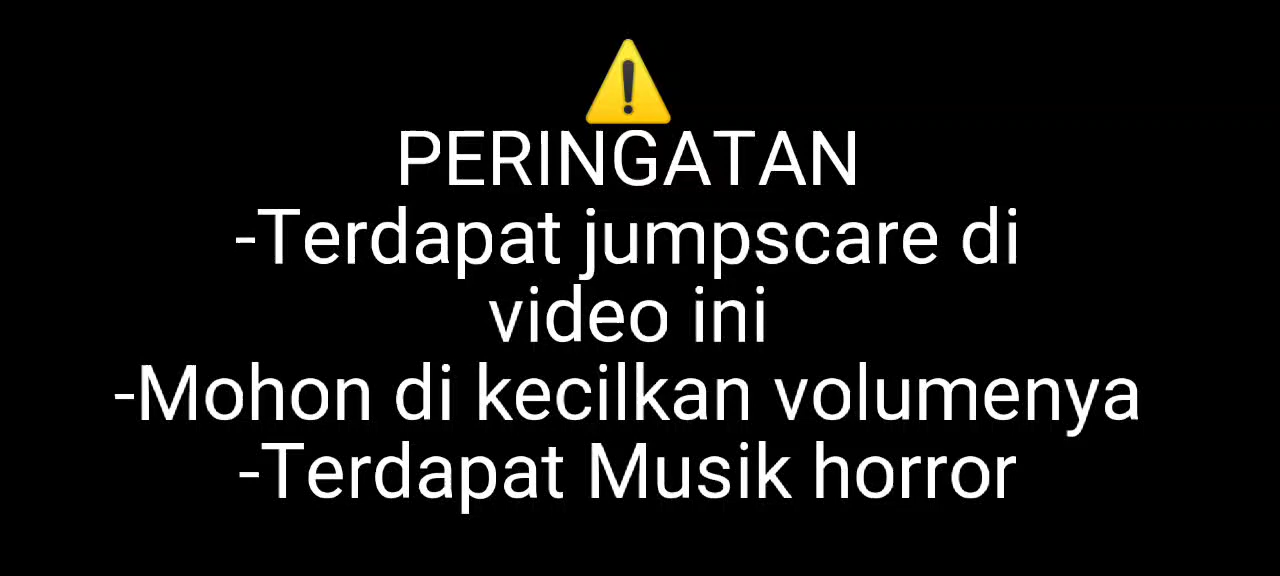 PERINGATAN
-Terdapat jumpscare di
video ini
-Mohon di kecilkan volumenya
-Terdapat Musik horror